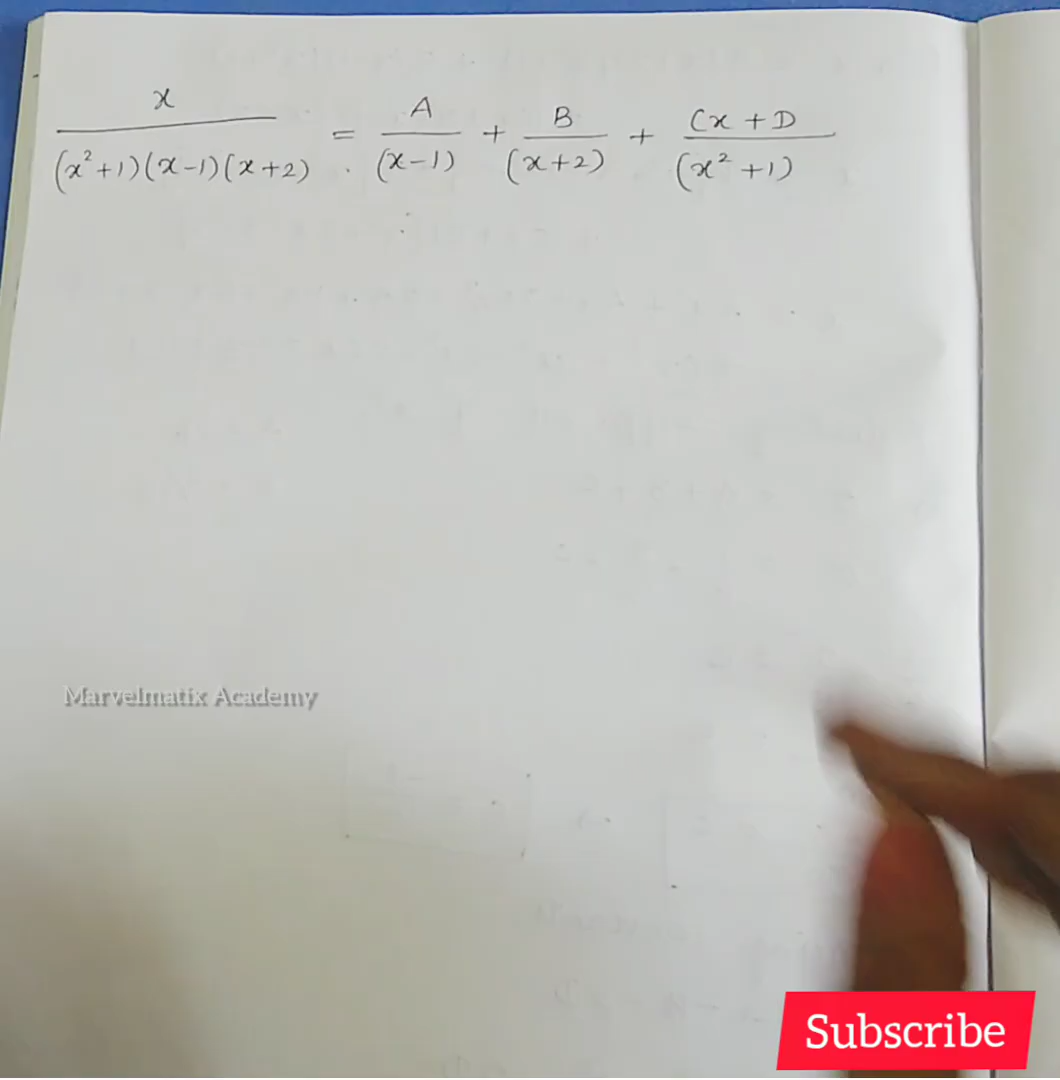 x / (x²+1)(x-1)(x+2) = A / (x-1) + B / (x+2) + Cx+D / (x²+1)
Marvelmatix Academy
Subscribe